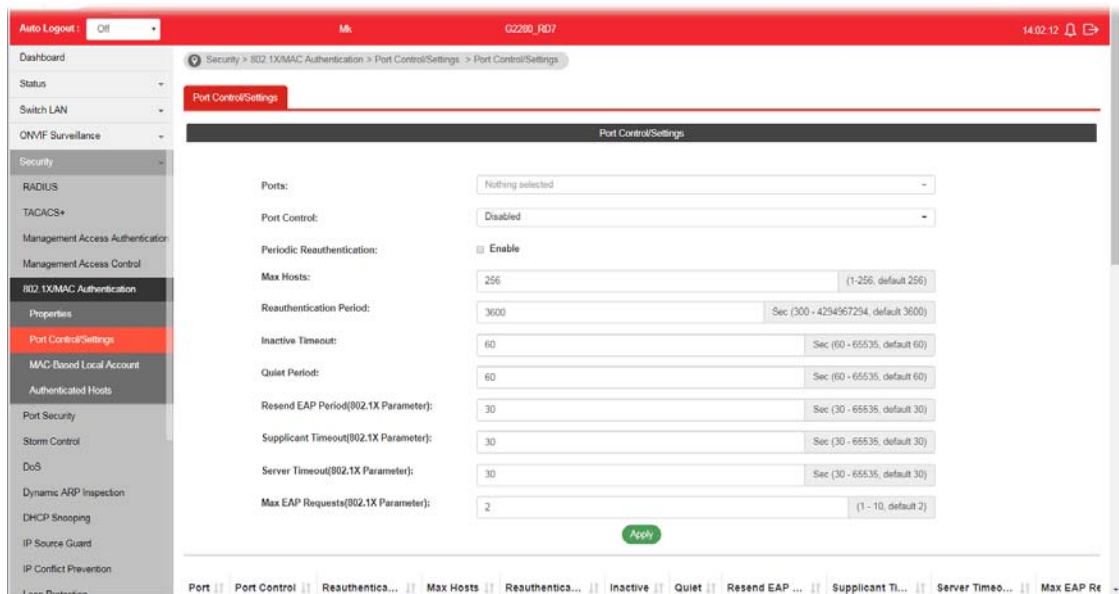 Auto Logout : Off Mk G2280_RD7 14:02:12
Dashboard
Status
Switch LAN
ONVIF Surveillance
Security
RADIUS
TACACS+
Management Access Authentication
Management Access Control
802.1X/MAC Authentication
Properties
Port Control/Settings
MAC-Based Local Account
Authenticated Hosts
Port Security
Storm Control
DoS
Dynamic ARP Inspection
DHCP Snooping
IP Source Guard
IP Conflict Prevention
Loop Protection
Security > 802.1X/MAC Authentication > Port Control/Settings > Port Control/Settings
Port Control/Settings
Port Control/Settings
Ports: Nothing selected
Port Control: Disabled
Periodic Reauthentication: Enable
Max Hosts: 256 (1-256, default 256)
Reauthentication Period: 3600 Sec (300 - 4294967294, default 3600)
Inactive Timeout: 60 Sec (60 - 65535, default 60)
Quiet Period: 60 Sec (60 - 65535, default 60)
Resend EAP Period(802.1X Parameter): 30 Sec (30 - 65535, default 30)
Supplicant Timeout(802.1X Parameter): 30 Sec (30 - 65535, default 30)
Server Timeout(802.1X Parameter): 30 Sec (30 - 65535, default 30)
Max EAP Requests(802.1X Parameter): 2 (1 - 10, default 2)
Apply
Port Port Control Reauthentica... Max Hosts Reauthentica... Inactive Quiet Resend EAP ... Supplicant Ti... Server Timeo... Max EAP Re